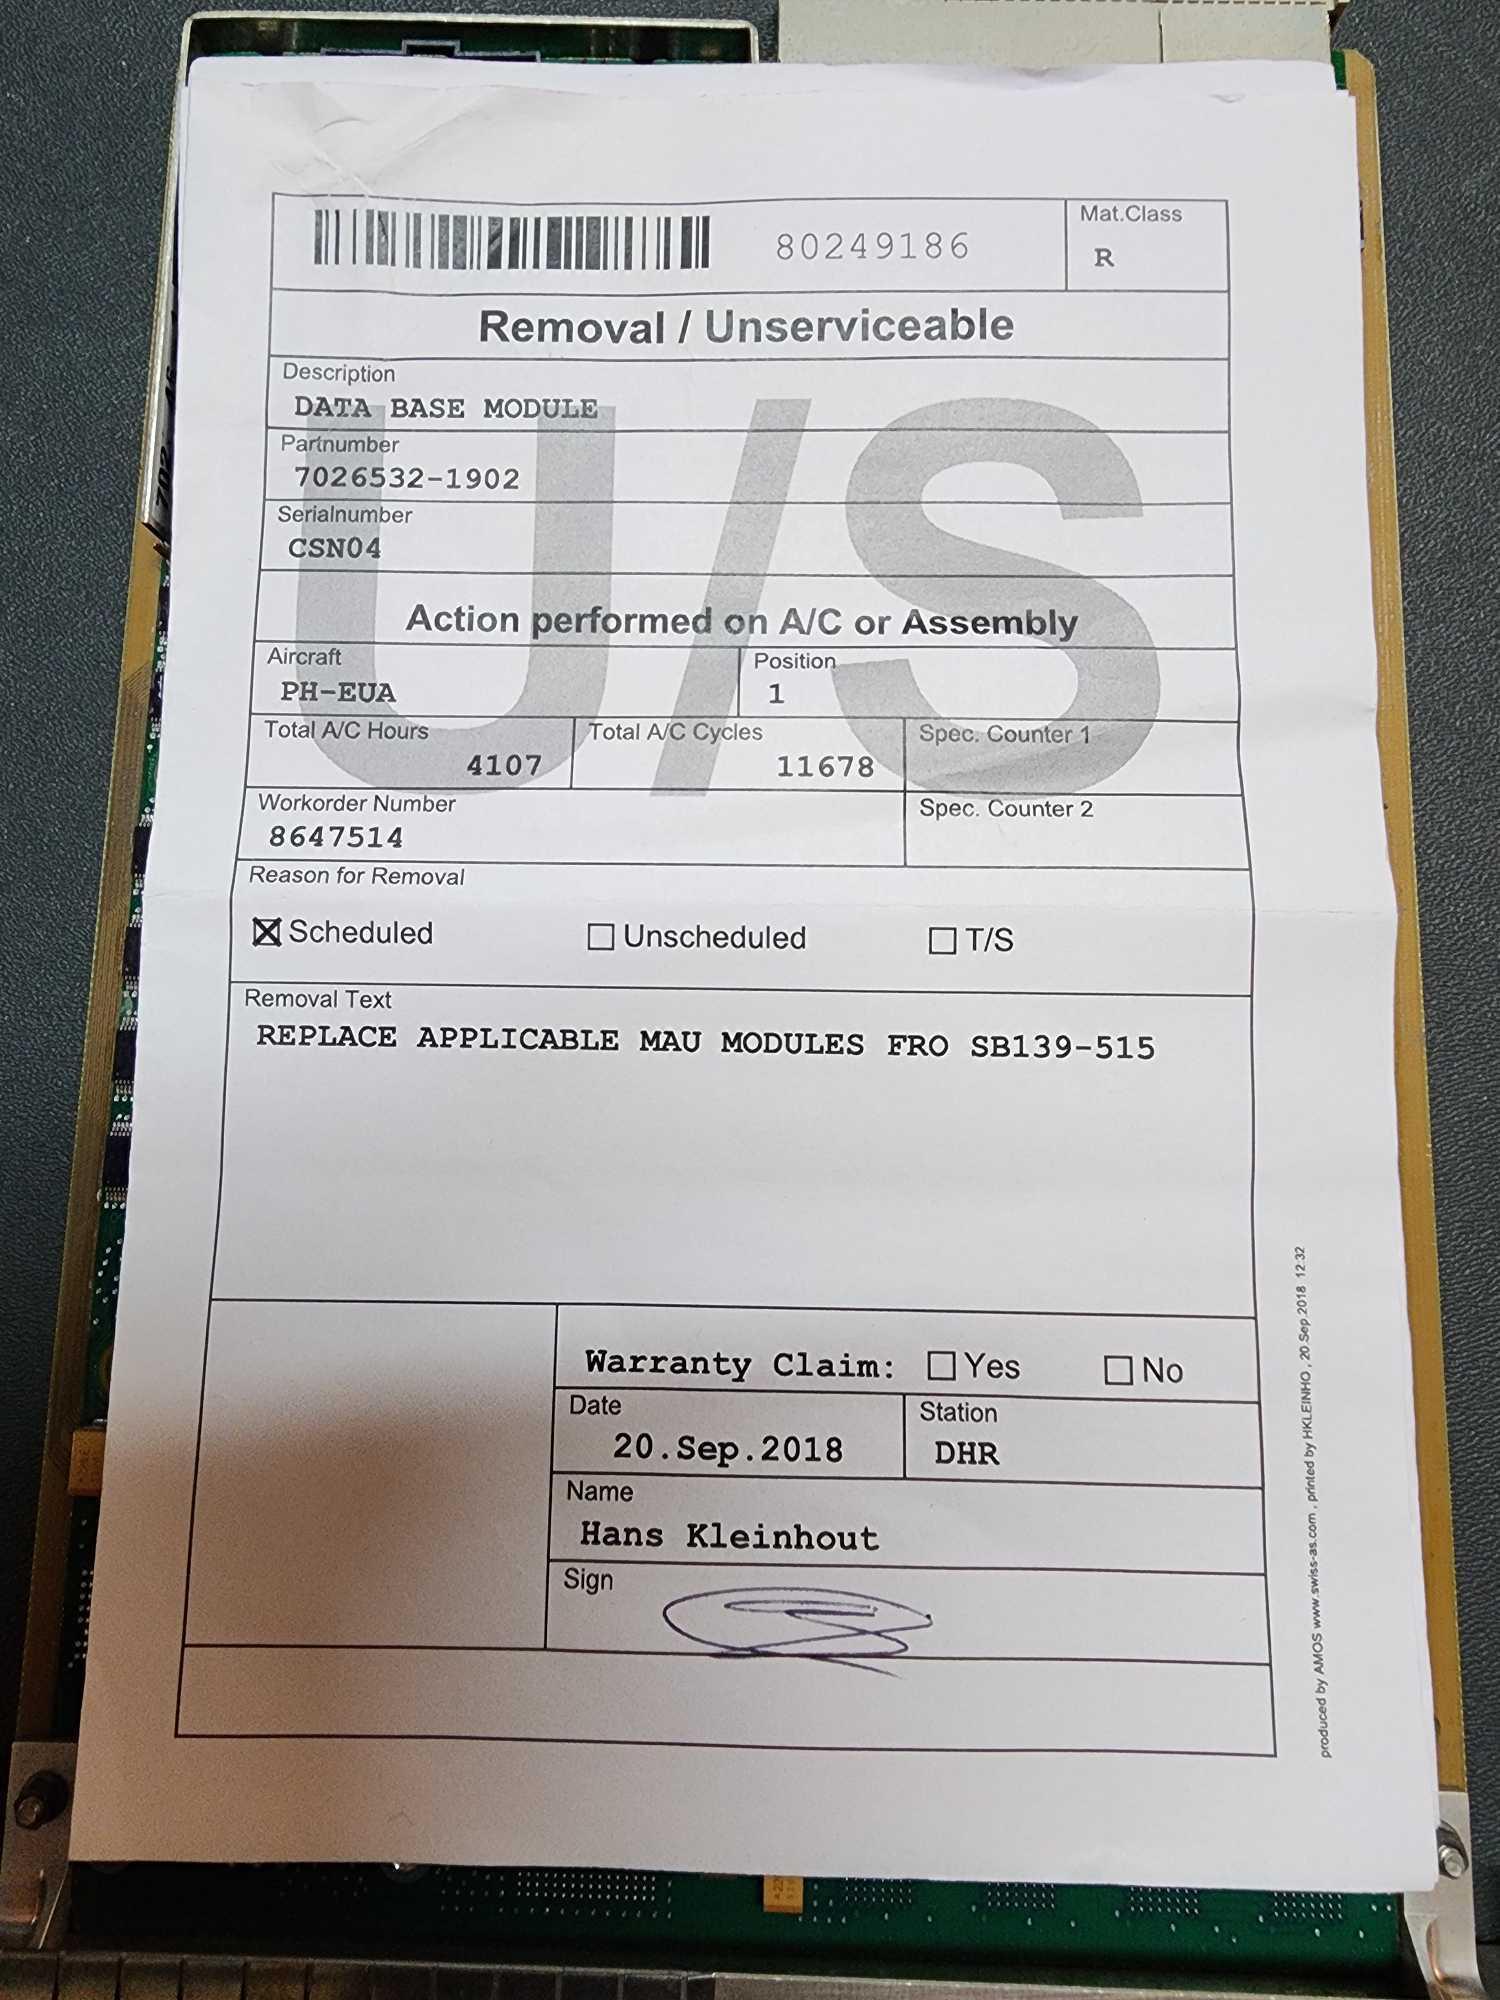 80249186
Mat.Class
R
Removal / Unserviceable
U/S
Description
DATA BASE MODULE
Partnumber
7026532-1902
Serialnumber
CSN04
Action performed on A/C or Assembly
Aircraft
PH-EUA
Position
1
Total A/C Hours
4107
Total A/C Cycles
11678
Spec. Counter 1
Workorder Number
8647514
Spec. Counter 2
Reason for Removal
Scheduled
Unscheduled
T/S
Removal Text
REPLACE APPLICABLE MAU MODULES FRO SB139-515
Warranty Claim: Yes No
Date
20.Sep.2018
Station
DHR
Name
Hans Kleinhout
Sign
produced by AMOS www.swiss-as.com , printed by HKLEINHO , 20.Sep.2018 12:32